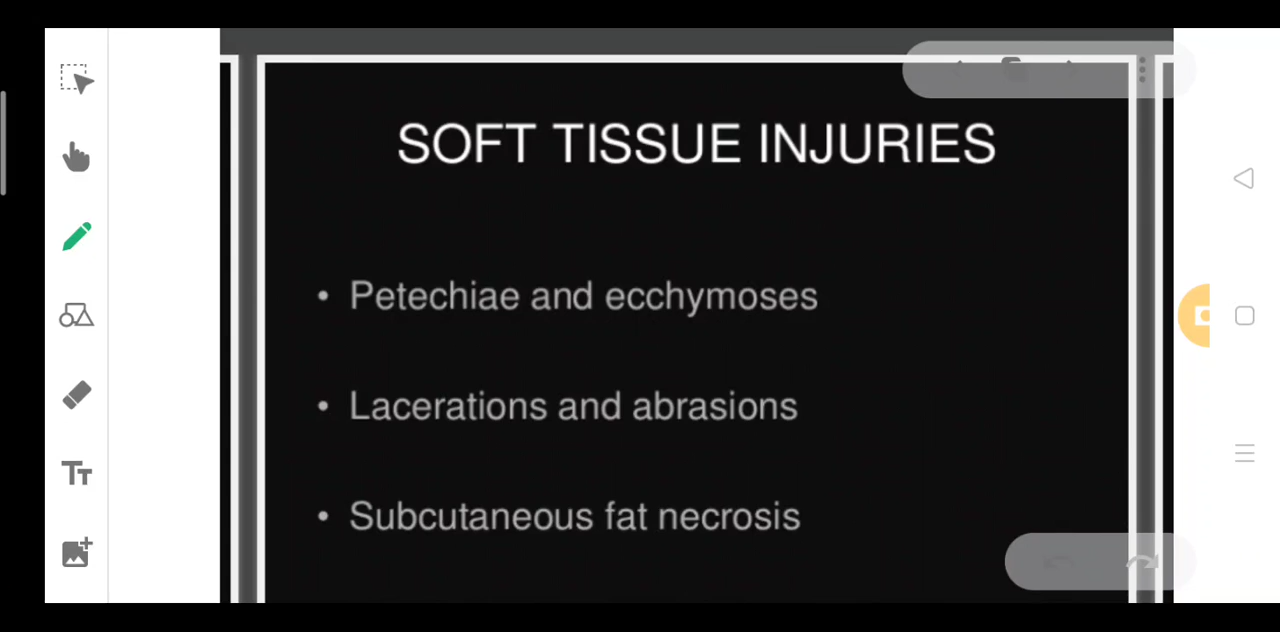 SOFT TISSUE INJURIES
• Petechiae and ecchymoses
• Lacerations and abrasions
• Subcutaneous fat necrosis